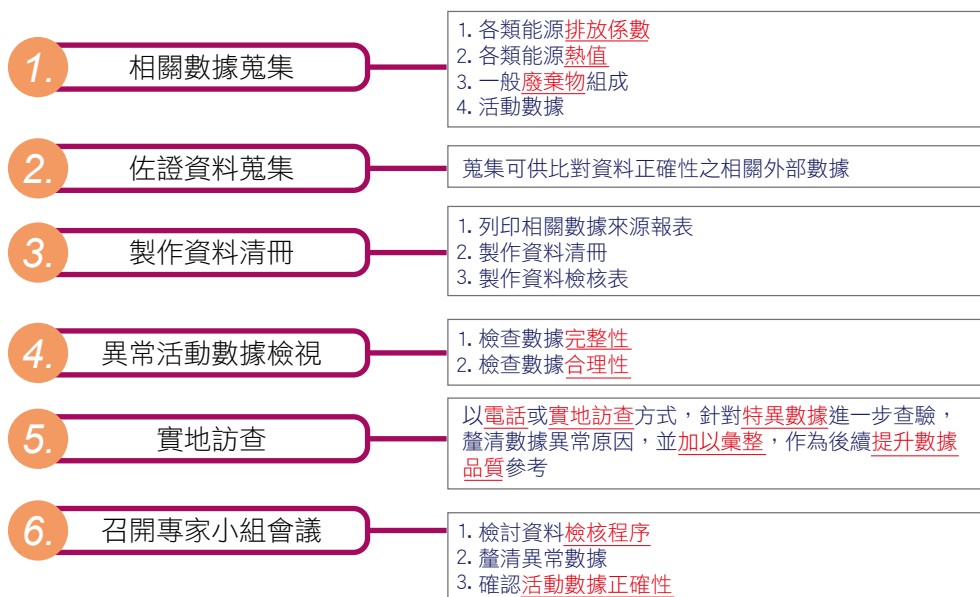 1. 相關數據蒐集
1. 各類能源排放係數
2. 各類能源熱值
3. 一般廢棄物組成
4. 活動數據
2. 佐證資料蒐集
蒐集可供比對資料正確性之相關外部數據
3. 製作資料清冊
1. 列印相關數據來源報表
2. 製作資料清冊
3. 製作資料檢核表
4. 異常活動數據檢視
1. 檢查數據完整性
2. 檢查數據合理性
5. 實地訪查
以電話或實地訪查方式，針對特異數據進一步查驗，
釐清數據異常原因，並加以彙整，作為後續提升數據
品質參考
6. 召開專家小組會議
1. 檢討資料檢核程序
2. 釐清異常數據
3. 確認活動數據正確性